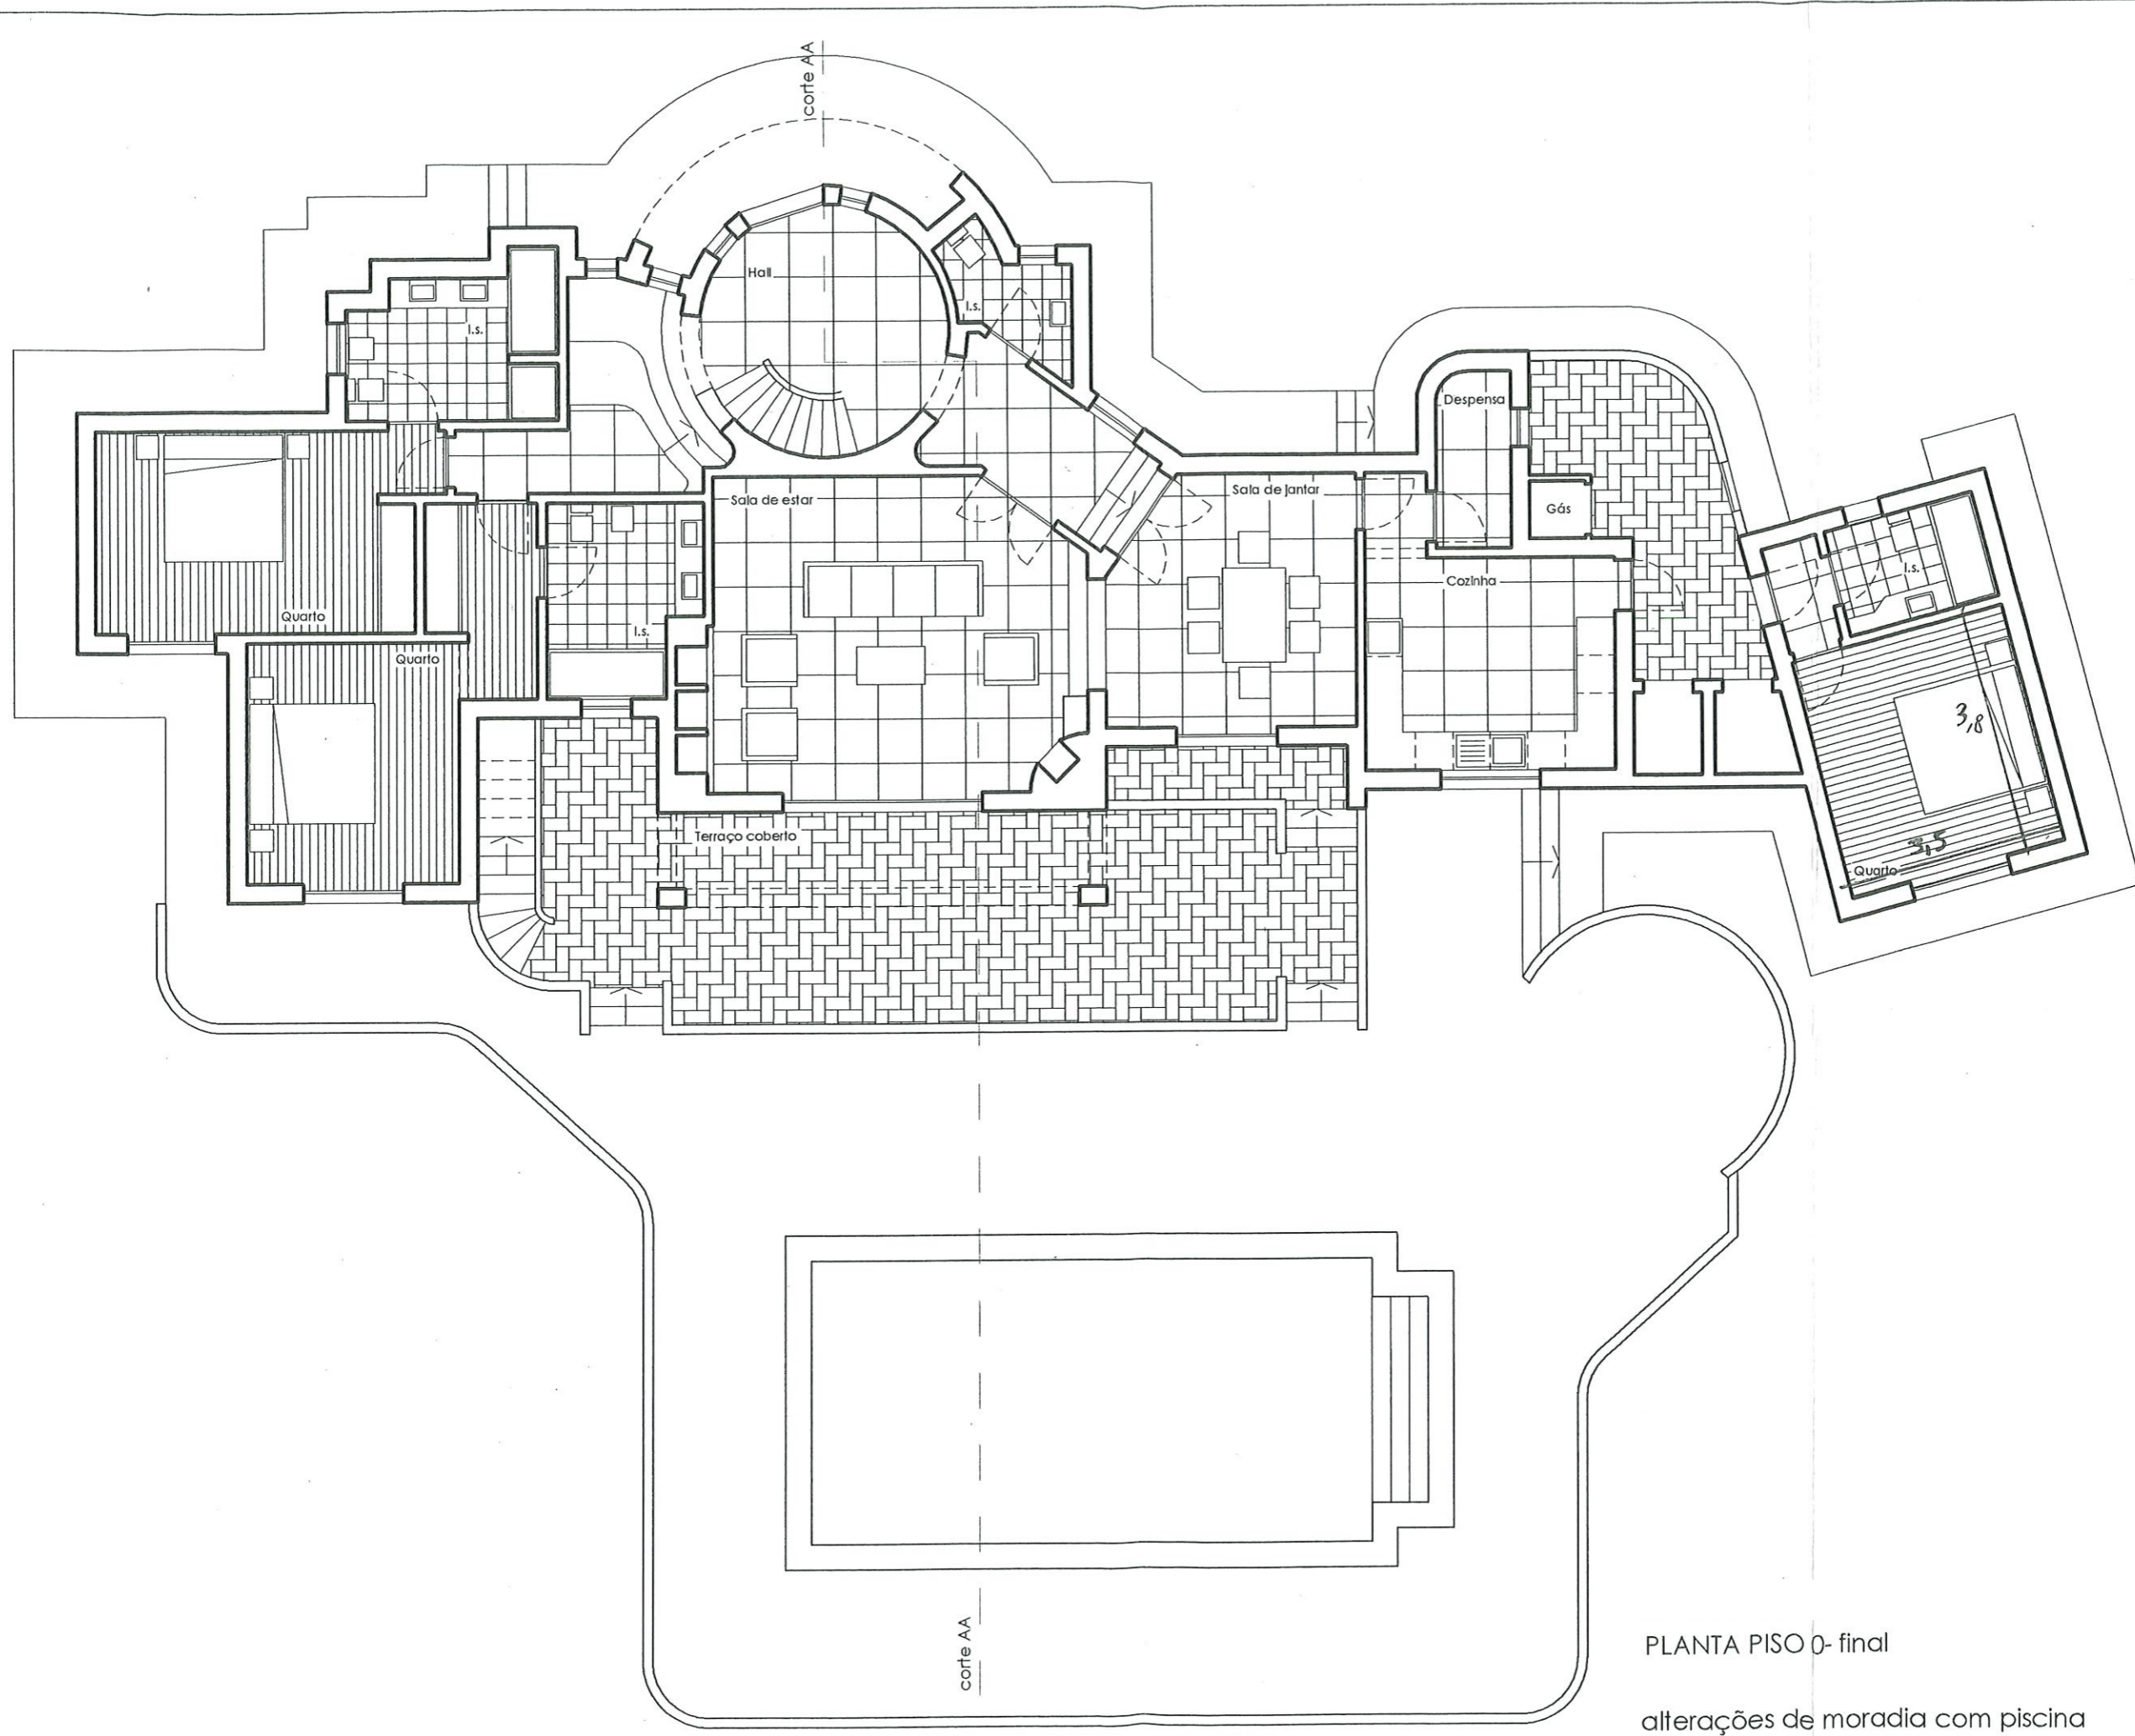 corte AA
Hall
l.s.
l.s.
Despensa
Sala de estar
Sala de jantar
Gás
Cozinha
l.s.
Quarto
l.s.
Quarto
3,8
Terraço coberto
3,5
Quarto
corte AA
PLANTA PISO 0- final
alterações de moradia com piscina